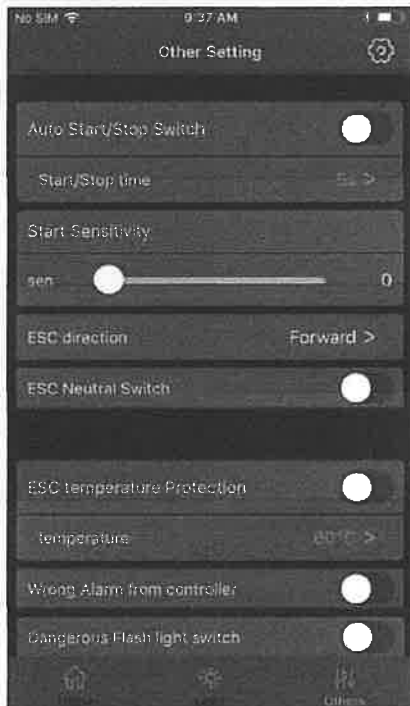 No SIM 9:37 AM
Other Setting
Auto Start/Stop Switch
Start/Stop time 5s >
Start Sensitivity
sen 0
ESC direction Forward >
ESC Neutral Switch
ESC temperature Protection
temperature >
Wrong Alarm from controller
Dangerous Flash light switch
Others